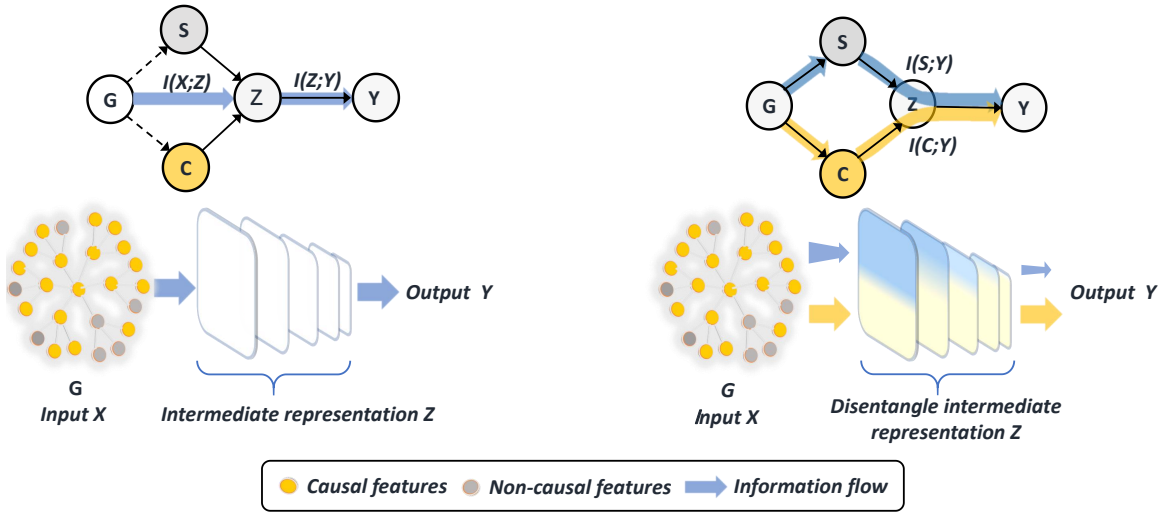 S
I(X;Z)
I(Z;Y)
G
Z
Y
C
G
Input X
Intermediate representation Z
Output Y
S
I(S;Y)
G
Z
Y
I(C;Y)
C
G
Input X
Disentangle intermediate
representation Z
Output Y
Causal features
Non-causal features
Information flow